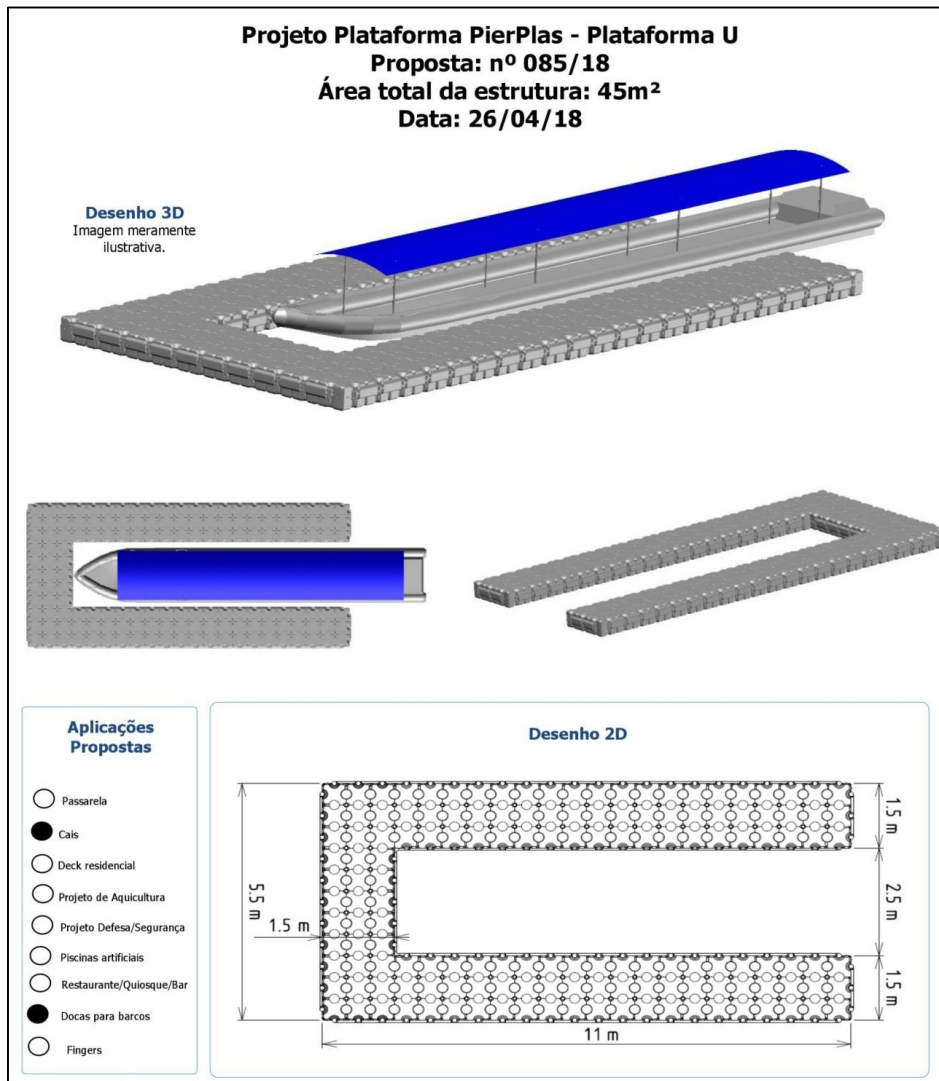 Projeto Plataforma PierPlas - Plataforma U
Proposta: nº 085/18
Área total da estrutura: 45m²
Data: 26/04/18
Desenho 3D
Imagem meramente
ilustrativa.
Aplicações
Propostas
Passarela
Cais
Deck residencial
Projeto de Aquicultura
Projeto Defesa/Segurança
Piscinas artificiais
Restaurante/Quiosque/Bar
Docas para barcos
Fingers
Desenho 2D
5.5 m
1.5 m
1.5 m
2.5 m
1.5 m
11 m